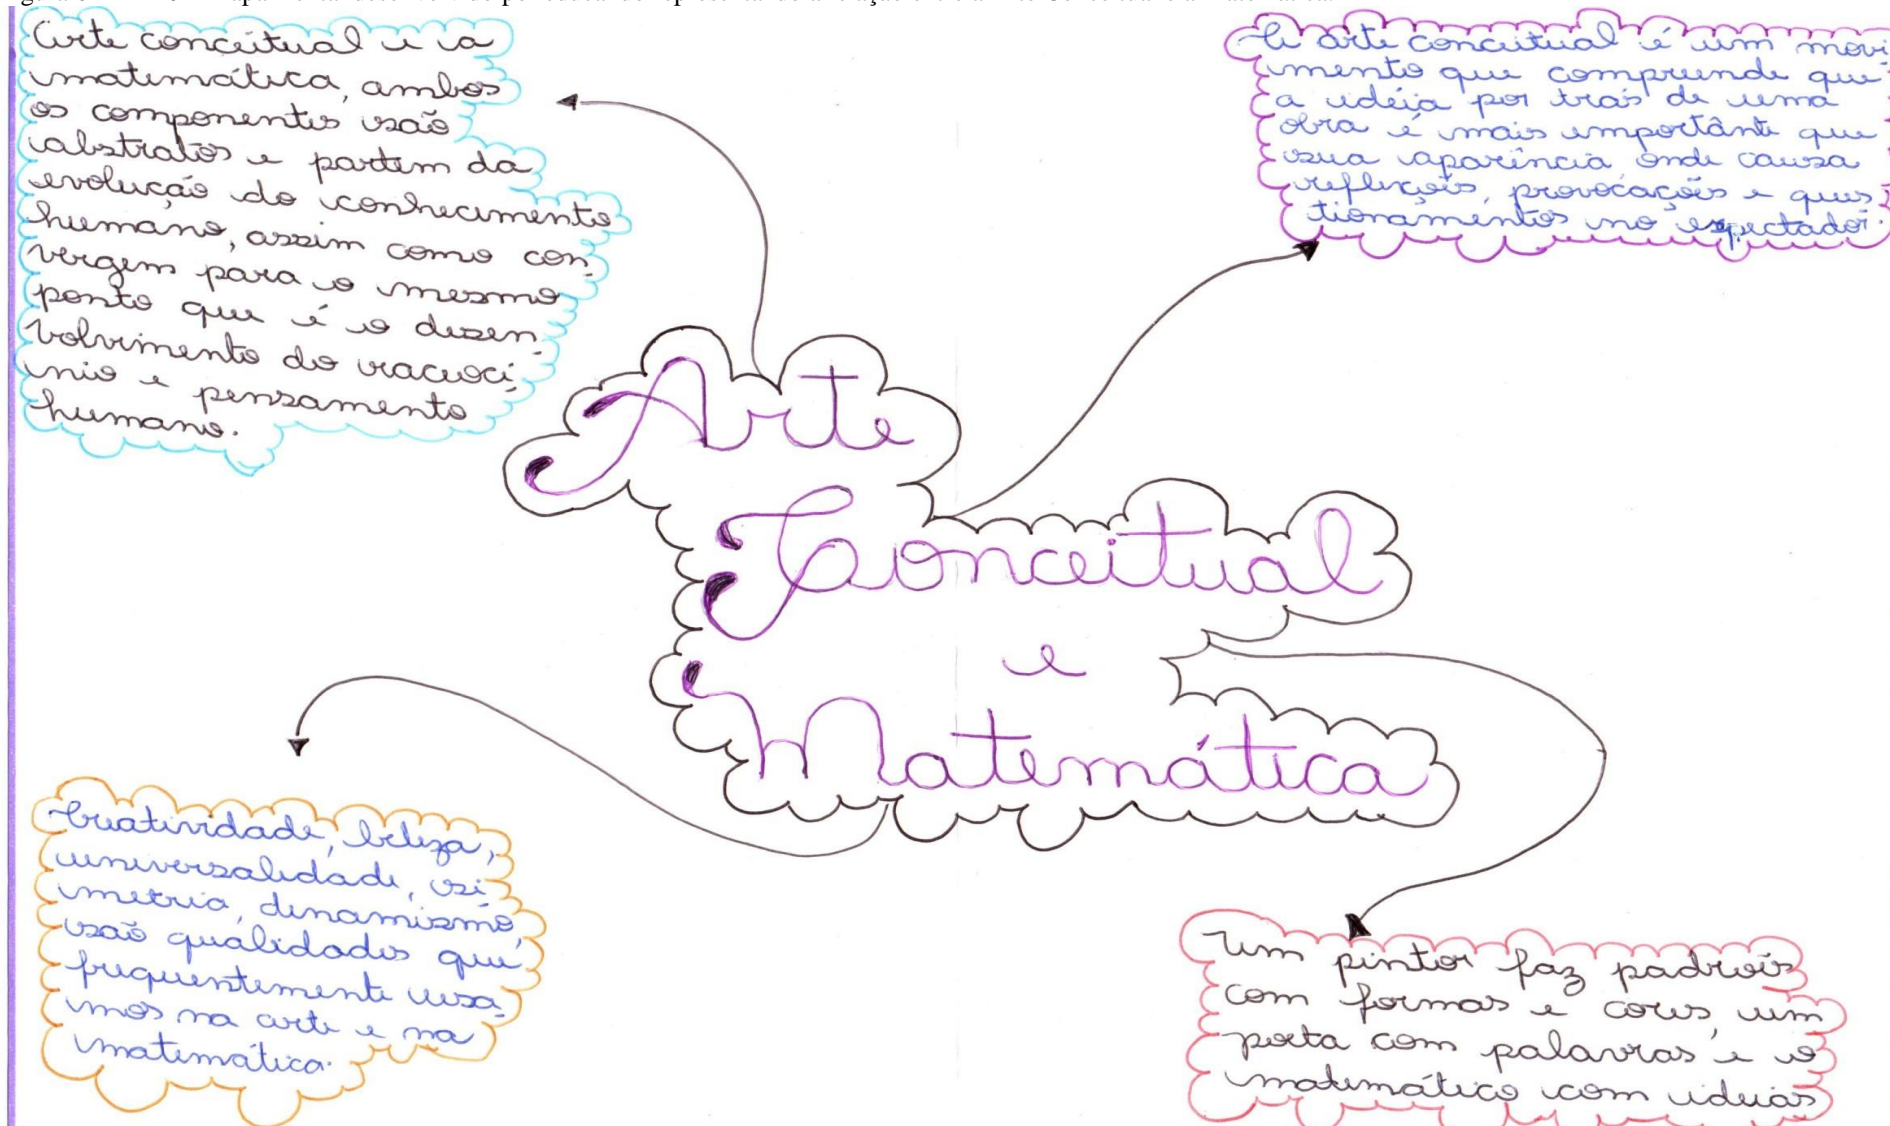 Arte conceitual e a
matemática, ambos
os componentes são
abstratos e partem da
evolução do conhecimento
humano, assim como con-
vergem para o mesmo
ponto que é o desen-
volvimento do racioci-
nio e pensamento
humano.
A arte conceitual é um movi-
mento que compreende que
a idéia por trás de uma
obra é mais importânte que
sua aparência onde causa
reflexões, provocações e ques
tionamentos no espectador.
Arte
Conceitual
e
Matemática
Criatividade, beleza,
universalidade, si-
metria, dinamismo,
são qualidades que
frequentemente usa-
mos na arte e na
matemática.
Um pintor faz padrões
com formas e cores, um
poeta com palavras e o
matemático com ideias